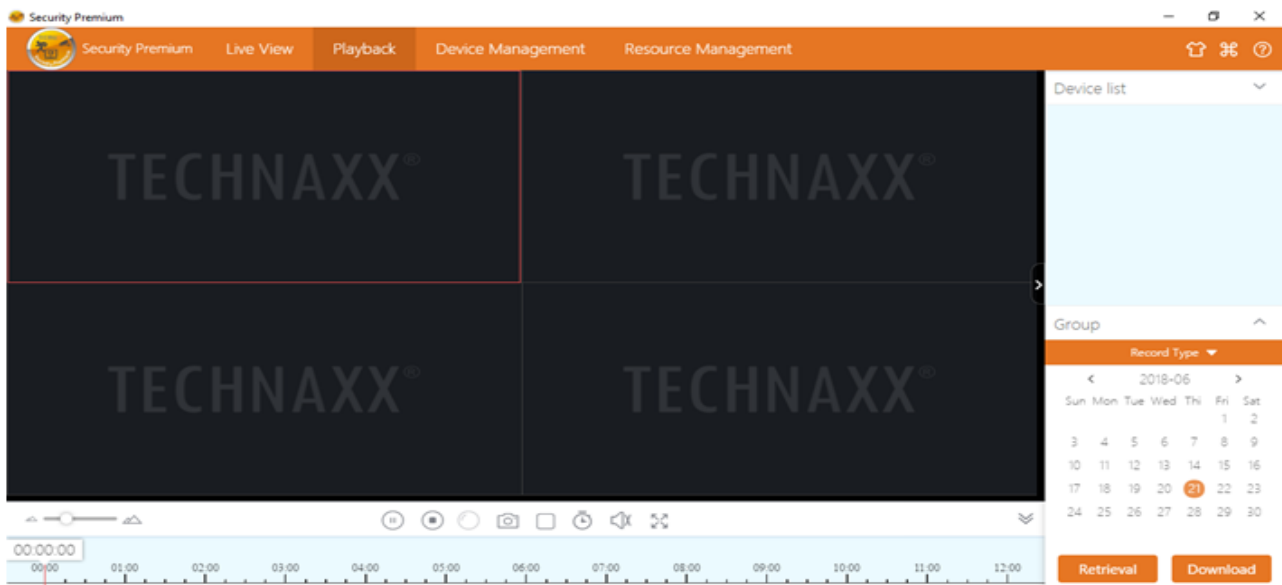 Security Premium
Security Premium Live View Playback Device Management Resource Management
Device list
TECHNAXX® TECHNAXX®
Group
Record Type
2018-06
Sun Mon Tue Wed Thi Fri Sat
1 2
3 4 5 6 7 8 9
10 11 12 13 14 15 16
17 18 19 20 21 22 23
24 25 26 27 28 29 30
TECHNAXX® TECHNAXX®
00:00:00
00:00 01:00 02:00 03:00 04:00 05:00 06:00 07:00 08:00 09:00 10:00 11:00 12:00
Retrieval Download